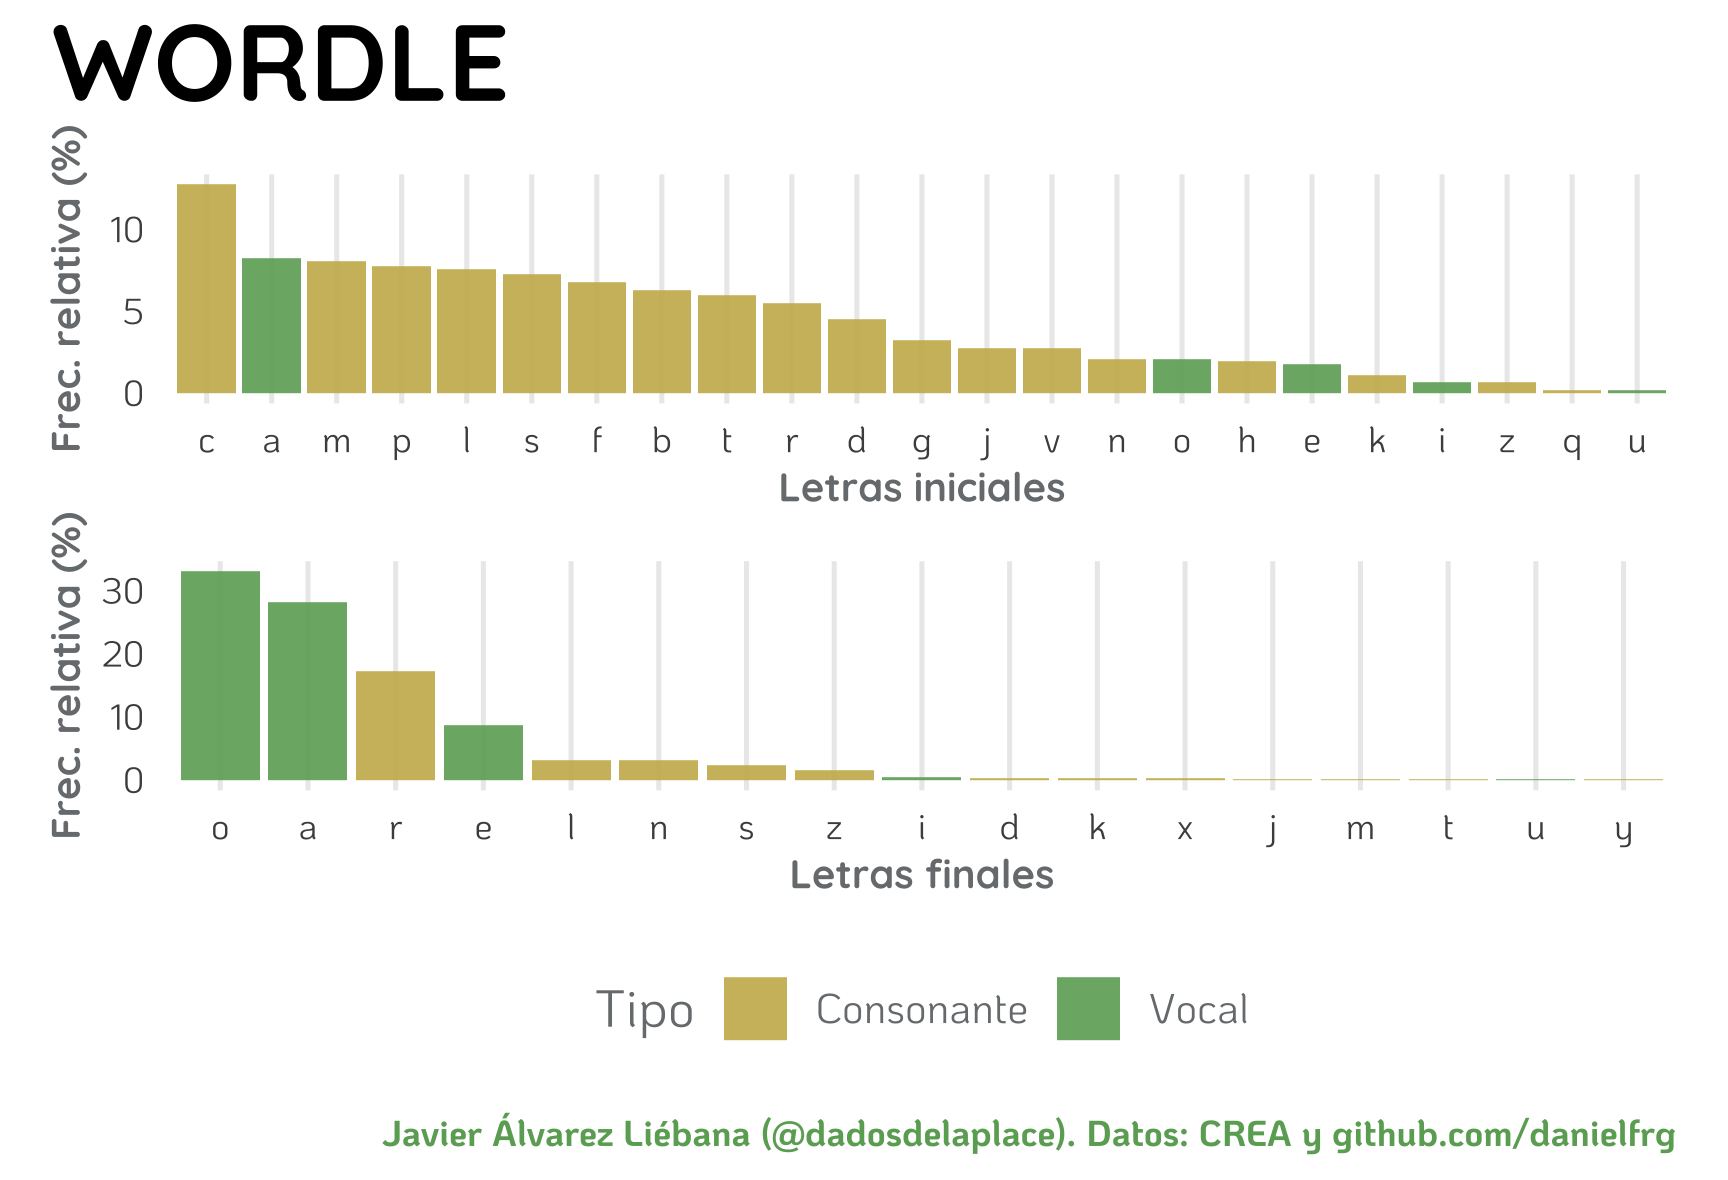 WORDLE
Frec. relativa (%)
10
5
0
c a m p l s f b t r d g j v n o h e k i z q u
Letras iniciales
Frec. relativa (%)
30
20
10
0
o a r e l n s z i d k x j m t u y
Letras finales
Tipo Consonante Vocal
Javier Álvarez Liébana (@dadosdelaplace). Datos: CREA y github.com/danielfrg